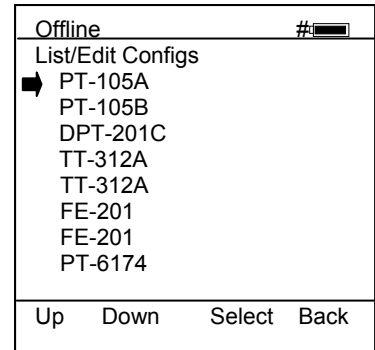 Offline #
List/Edit Configs
PT-105A
PT-105B
DPT-201C
TT-312A
TT-312A
FE-201
FE-201
PT-6174
Up Down Select Back